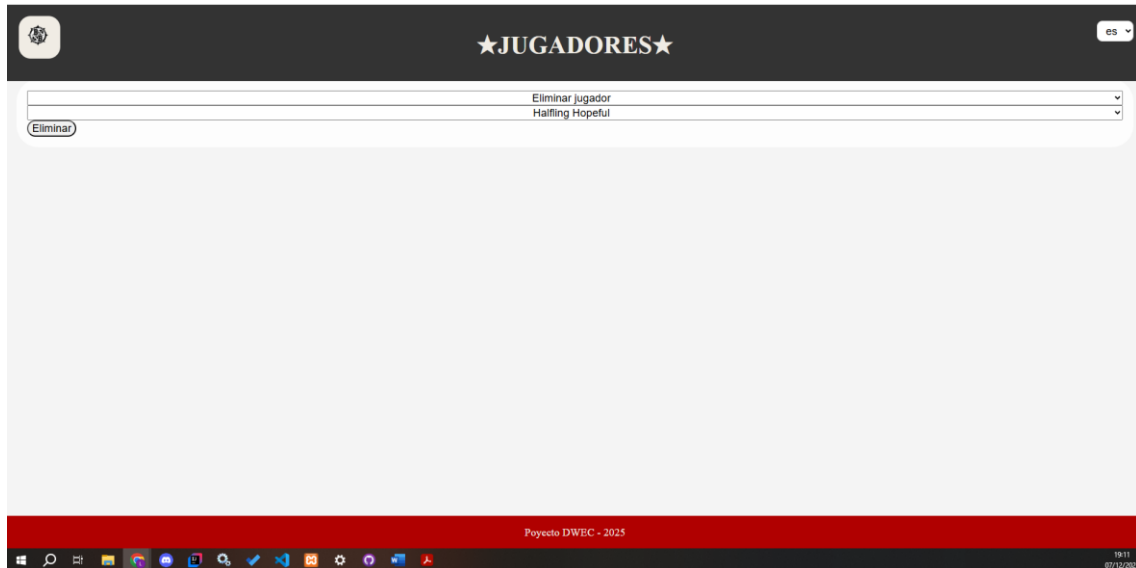 ★JUGADORES★
es
Eliminar jugador
Halfling Hopeful
Eliminar
Poyecto DWEC - 2025
19:11